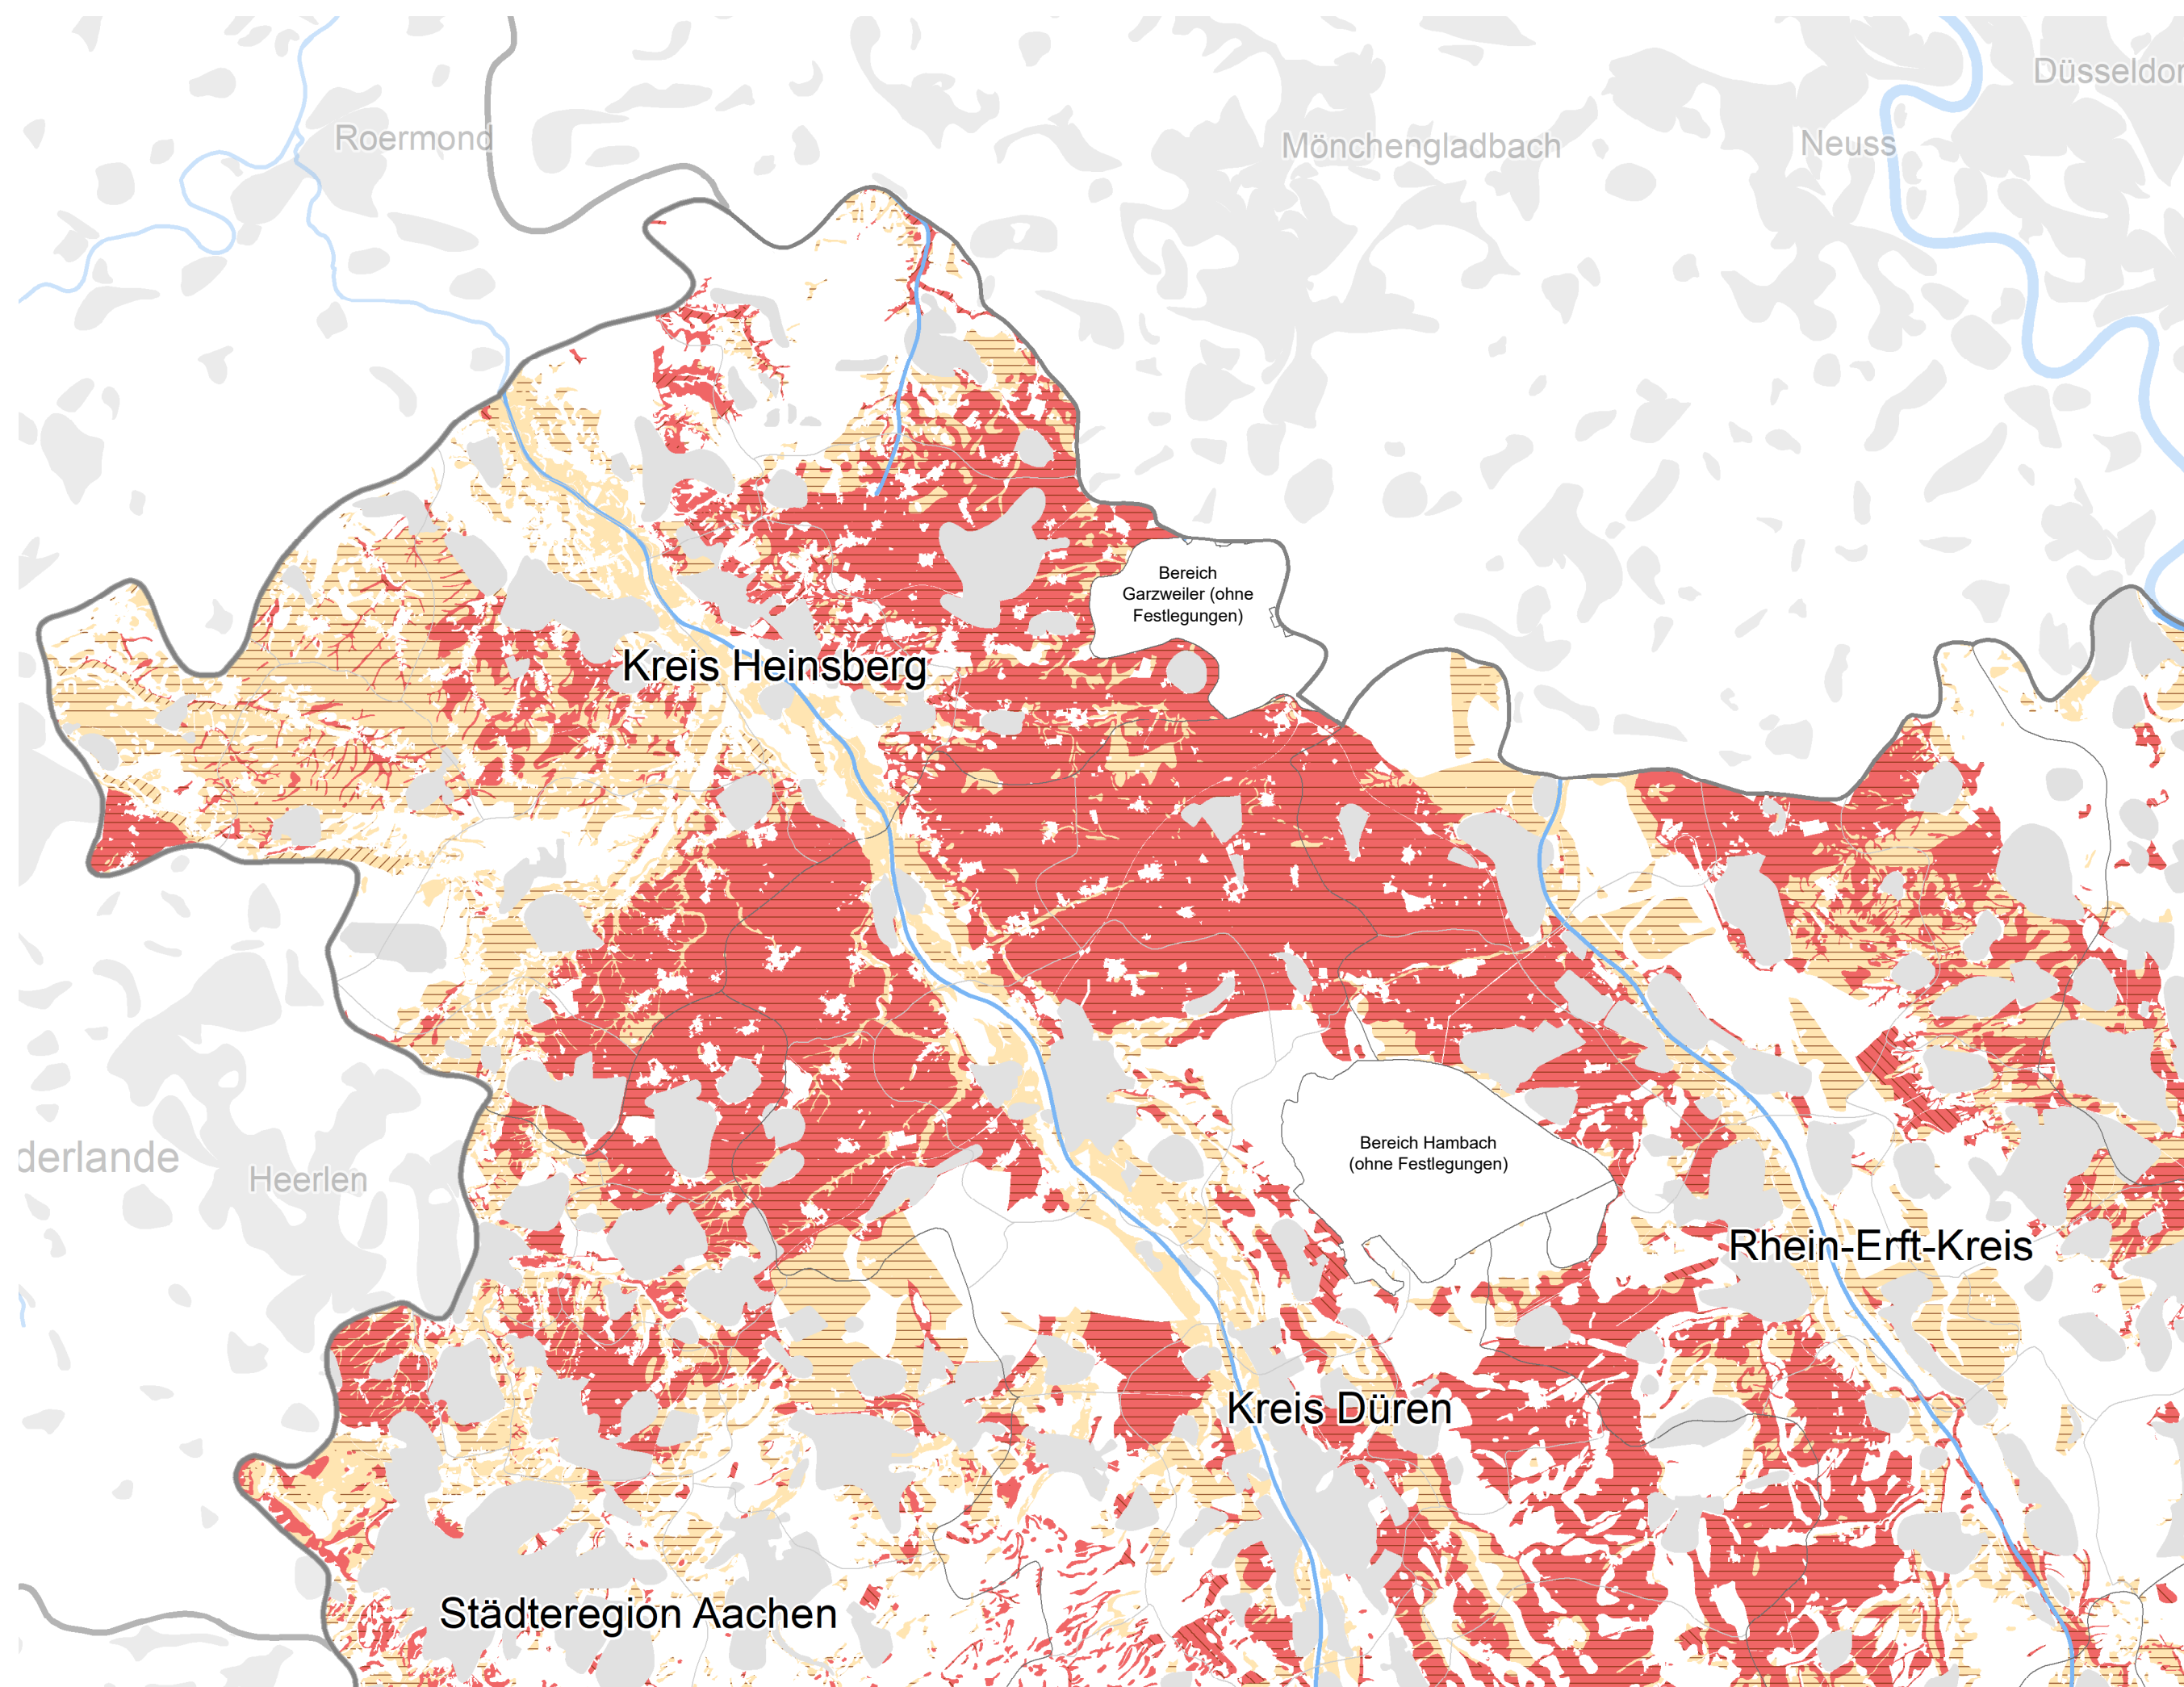 Düsseldor
Roermond
Mönchengladbach
Neuss
Bereich
Garzweiler (ohne
Festlegungen)
Kreis Heinsberg
Bereich Hambach
(ohne Festlegungen)
derlande
Heerlen
Rhein-Erft-Kreis
Kreis Düren
Städteregion Aachen